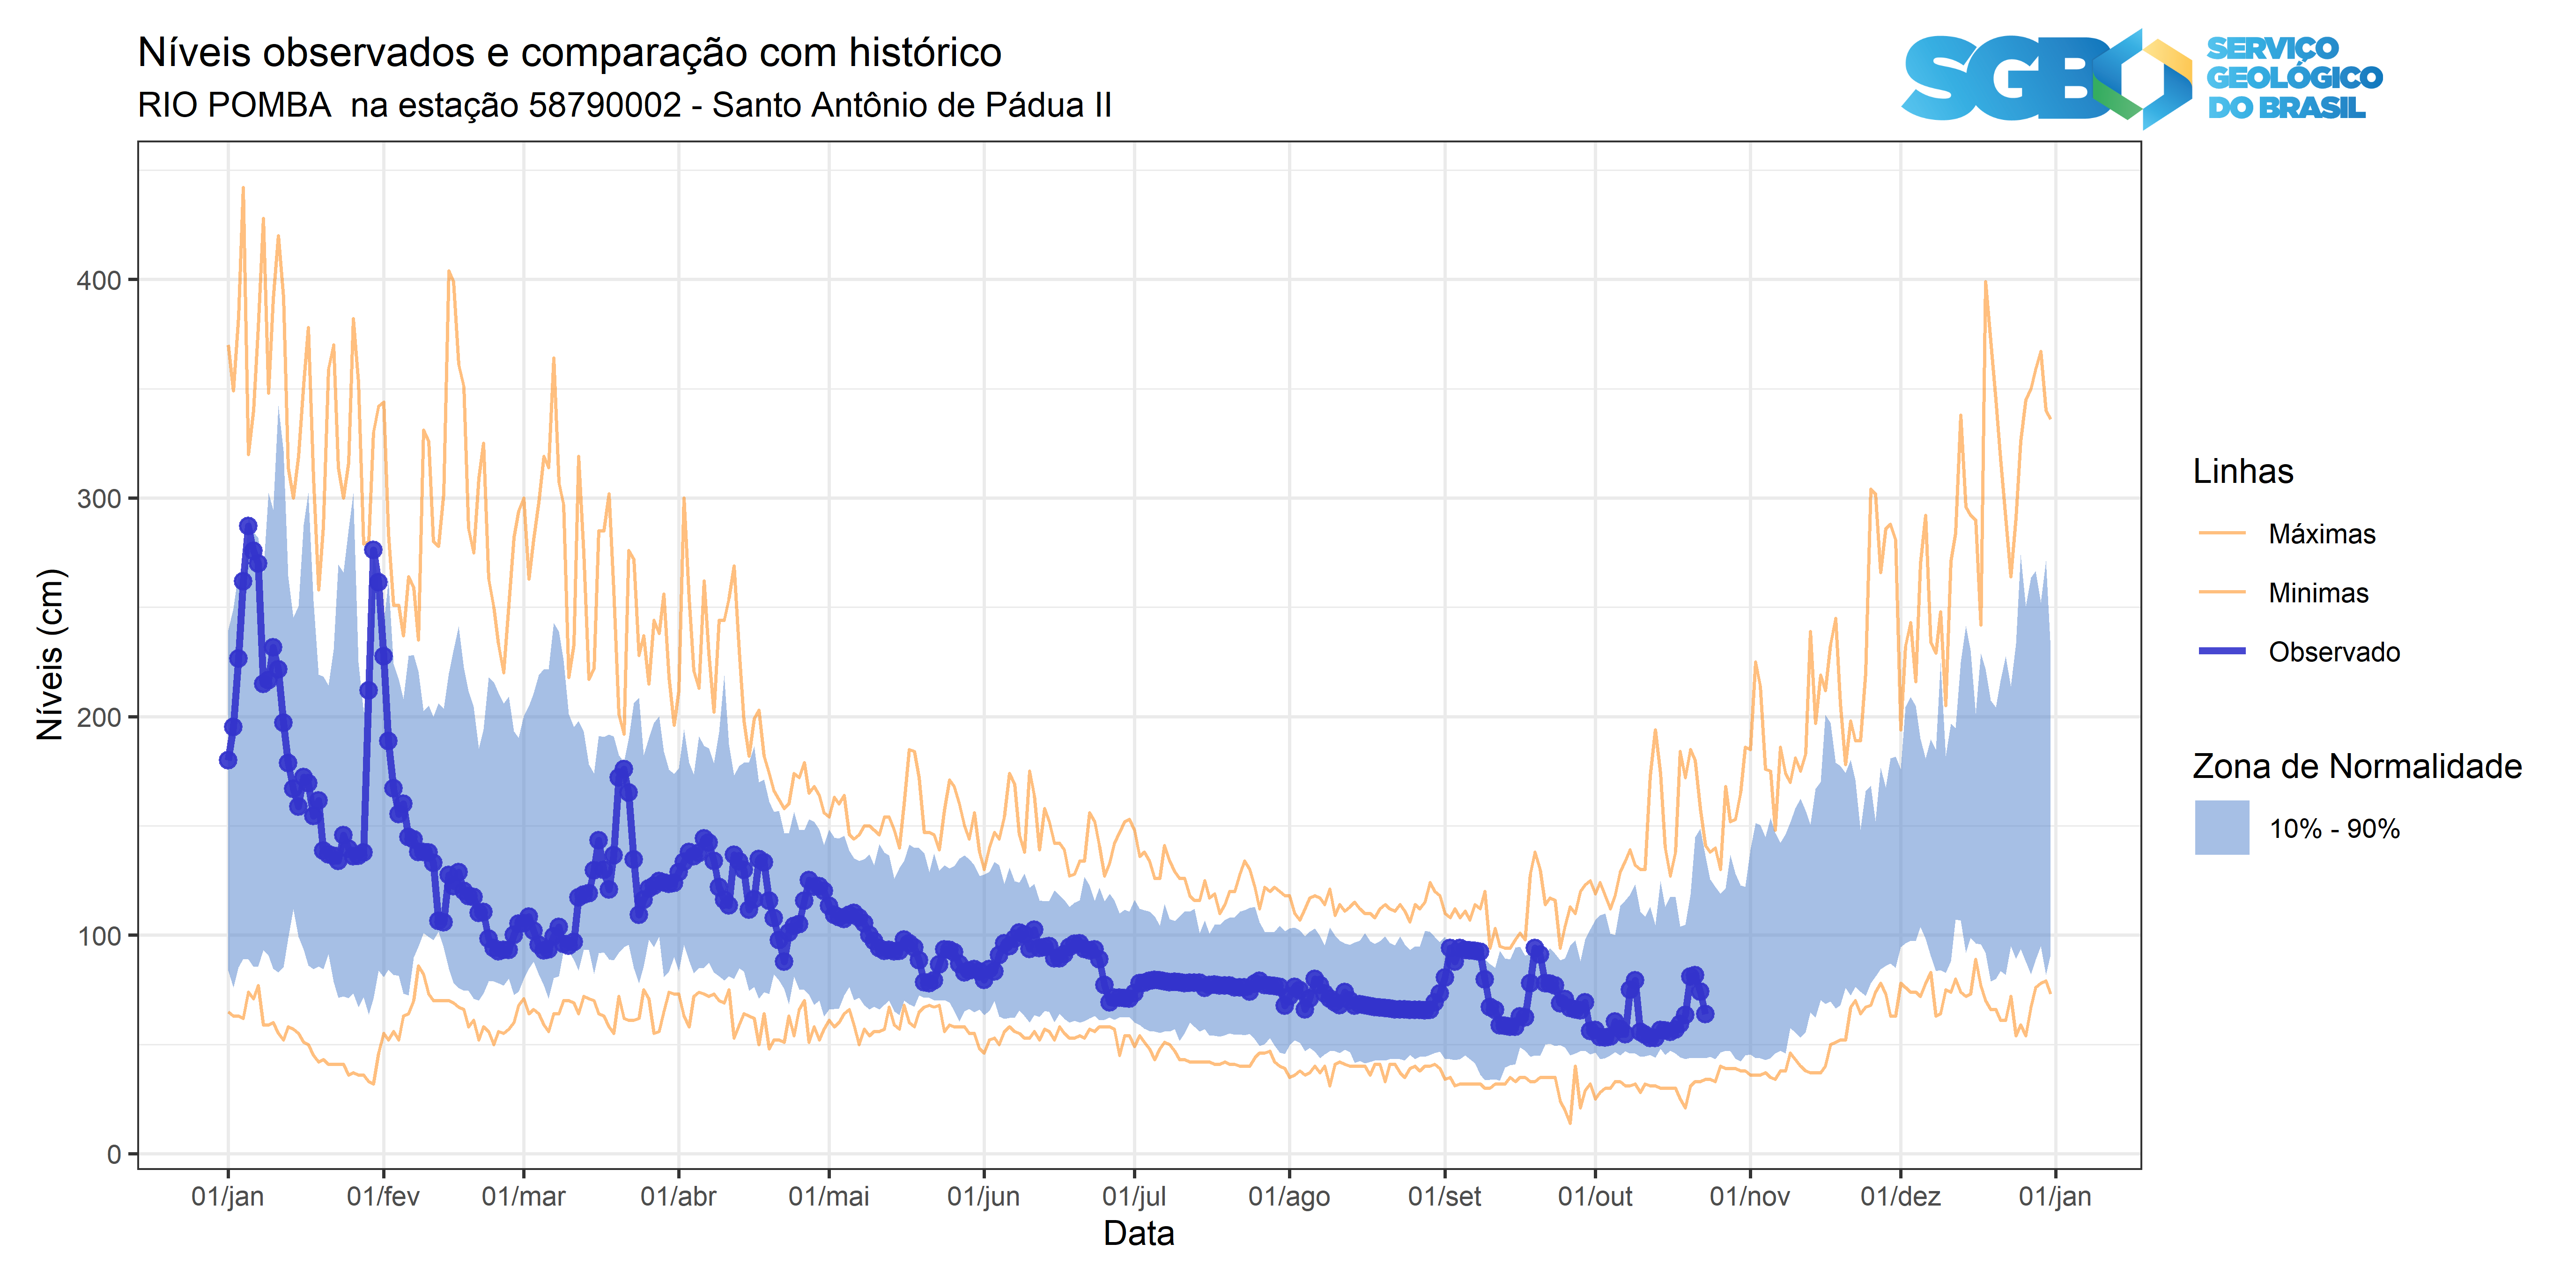 Níveis observados e comparação com histórico
RIO POMBA  na estação 58790002 - Santo Antônio de Pádua II
SGB
SERVIÇO
GEOLÓGICO
DO BRASIL
Níveis (cm)
400
300
200
100
0
01/jan
01/fev
01/mar
01/abr
01/mai
01/jun
01/jul
01/ago
01/set
01/out
01/nov
01/dez
01/jan
Data
Linhas
Máximas
Minimas
Observado
Zona de Normalidade
10% - 90%